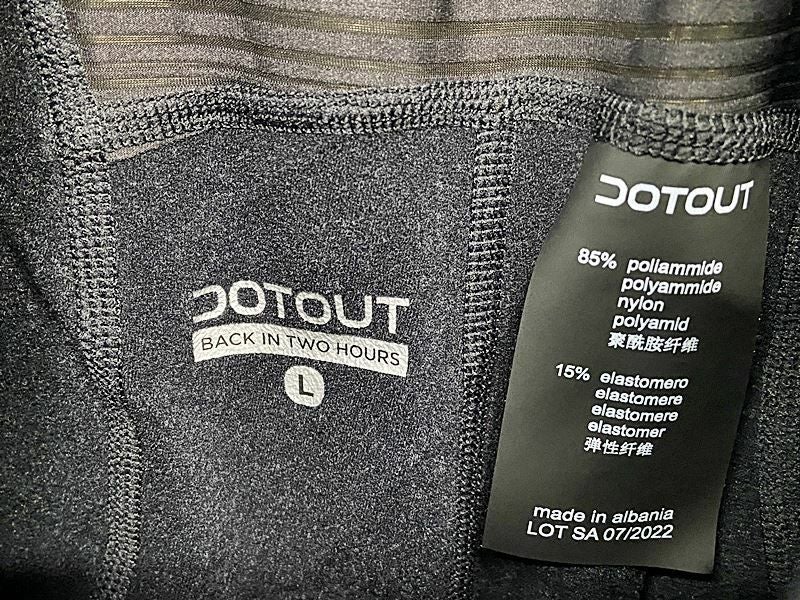 DOTOUT
BACK IN TWO HOURS
L
DOTOUT
85% poliammide
polyammide
nylon
polyamid
聚酰胺纤维
15% elastomero
elastomere
elastomere
elastomer
弹性纤维
made in albania
LOT SA 07/2022